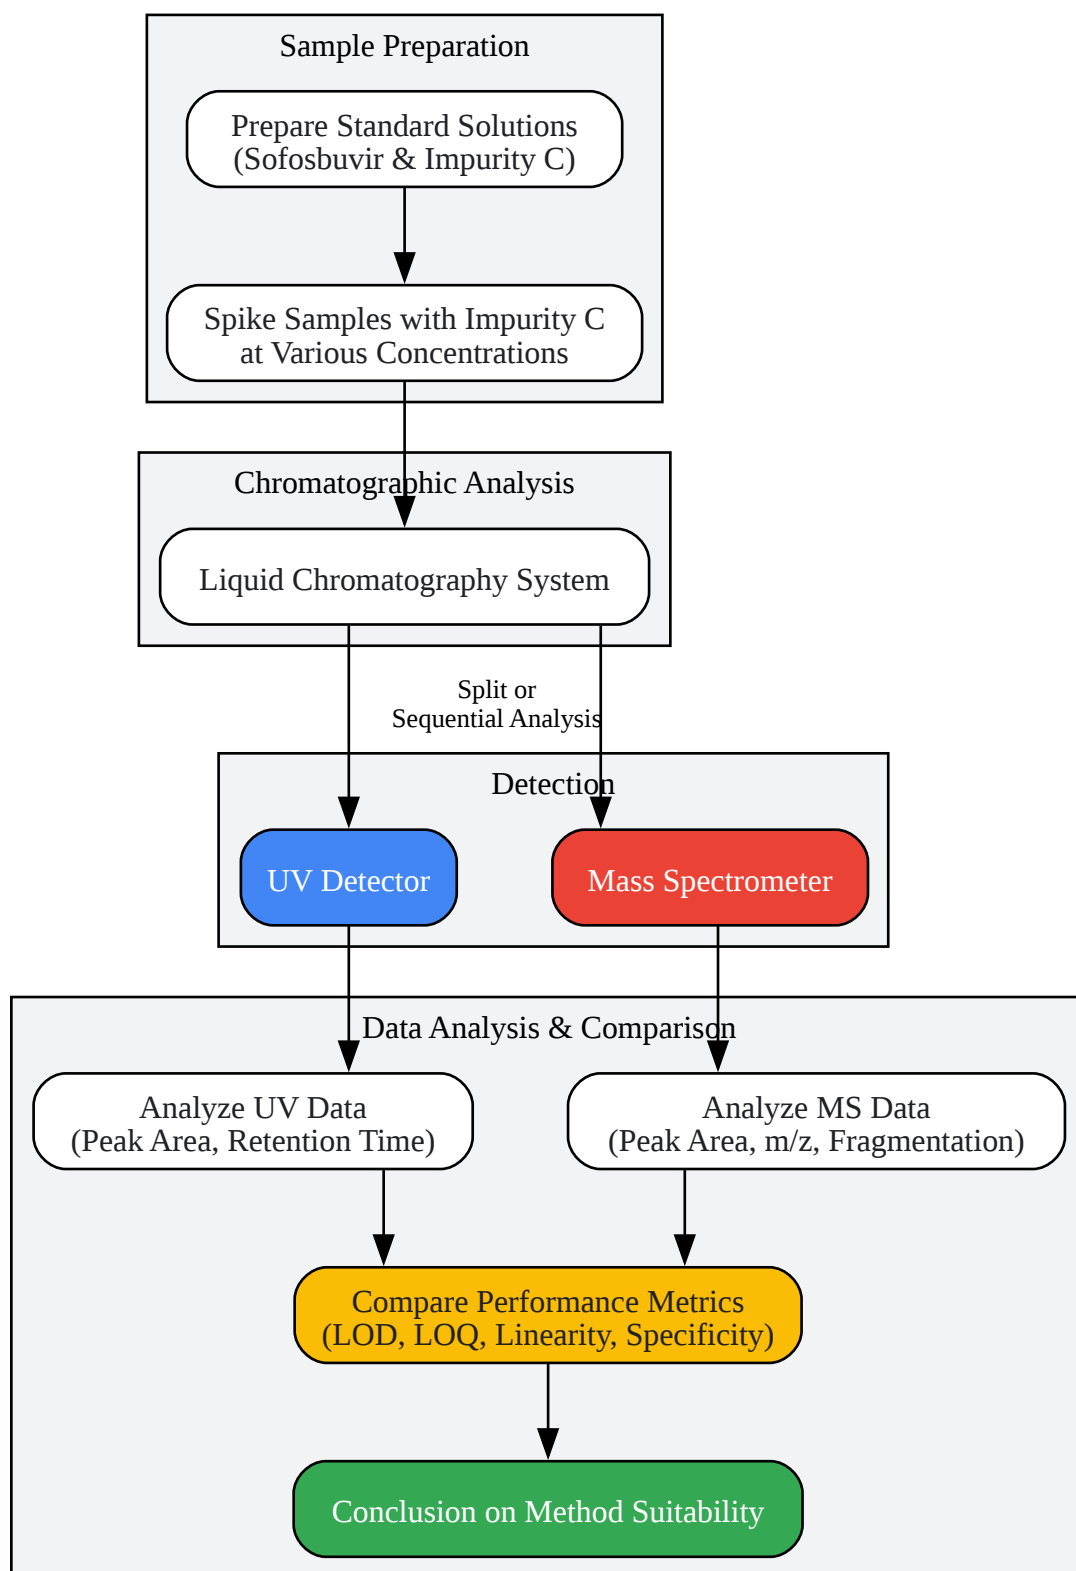 Sample Preparation
Prepare Standard Solutions
(Sofosbuvir & Impurity C)
Spike Samples with Impurity C
at Various Concentrations
Chromatographic Analysis
Liquid Chromatography System
Split or
Sequential Analysis
Detection
UV Detector
Mass Spectrometer
Data Analysis & Comparison
Analyze UV Data
(Peak Area, Retention Time)
Analyze MS Data
(Peak Area, m/z, Fragmentation)
Compare Performance Metrics
(LOD, LOQ, Linearity, Specificity)
Conclusion on Method Suitability